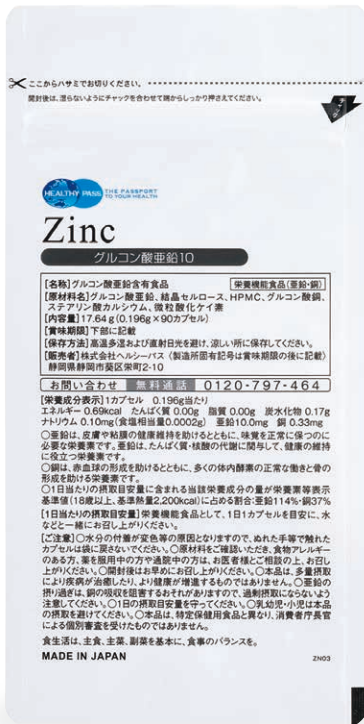 ここからハサミでお切りください。
開封後は、湿らないようにチャックを合わせて端からしっかり押さえてください。
HEALTHY PASS THE PASSPORT
TO YOUR HEALTH
Zinc
グルコン酸亜鉛10
[名称]グルコン酸亜鉛含有食品 栄養機能食品(亜鉛・銅)
[原材料名]グルコン酸亜鉛、結晶セルロース、HPMC、グルコン酸銅、
ステアリン酸カルシウム、微粒酸化ケイ素
[内容量]17.64g(0.196g×90カプセル)
[賞味期限]下部に記載
[保存方法]高温多湿および直射日光を避け、涼しい所に保存してください。
[販売者]株式会社ヘルシーパス〈製造所固有記号は賞味期限の後に記載〉
静岡県静岡市葵区栄町2-10
お問い合わせ 無料通話 0120-797-464
[栄養成分表示]1カプセル 0.196g当たり
エネルギー 0.69kcal たんぱく質 0.00g 脂質 0.00g 炭水化物 0.17g
ナトリウム 0.10mg(食塩相当量0.0002g) 亜鉛10.0mg 銅 0.33mg
○亜鉛は、皮膚や粘膜の健康維持を助けるとともに、味覚を正常に保つのに
必要な栄養素です。亜鉛は、たんぱく質・核酸の代謝に関与して、健康の維持
に役立つ栄養素です。
○銅は、赤血球の形成を助けるとともに、多くの体内酵素の正常な働きと骨の
形成を助ける栄養素です。
○1日当たりの摂取目安量に含まれる当該栄養成分の量が栄養素等表示
基準値(18歳以上、基準熱量2,200kcal)に占める割合:亜鉛114%・銅37%
[1日当たりの摂取目安量]栄養機能食品として、1日1カプセルを目安に、水
などと一緒にお召し上がりください。
[ご注意]○水分の付着が変色等の原因となりますので、ぬれた手等で触れた
カプセルは袋に戻さないでください。○原材料をご確認いただき、食物アレルギー
のある方、薬を服用中の方や通院中の方は、お医者様とご相談の上、お召し
上がりください。○開封後はお早めにお召し上がりください。○本品は、多量摂取
により疾病が治癒したり、より健康が増進するものではありません。○亜鉛の
摂り過ぎは、銅の吸収を阻害するおそれがありますので、過剰摂取にならないよう
注意してください。○1日の摂取目安量を守ってください。○乳幼児・小児は本品
の摂取を避けてください。○本品は、特定保健用食品と異なり、消費者庁長官
による個別審査を受けたものではありません。
食生活は、主食、主菜、副菜を基本に、食事のバランスを。
MADE IN JAPAN ZN03